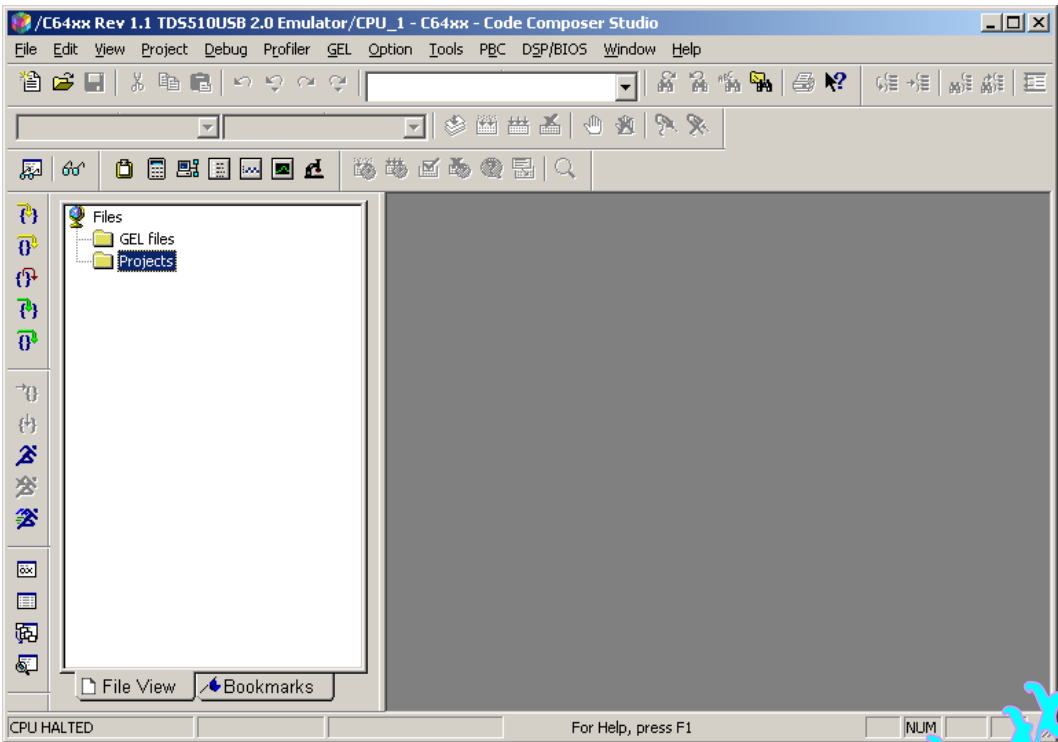 /C64xx Rev 1.1 TDS510USB 2.0 Emulator/CPU_1 - C64xx - Code Composer Studio
File Edit View Project Debug Profiler GEL Option Tools PBC DSP/BIOS Window Help
Files
GEL files
Projects
File View Bookmarks
CPU HALTED For Help, press F1 NUM